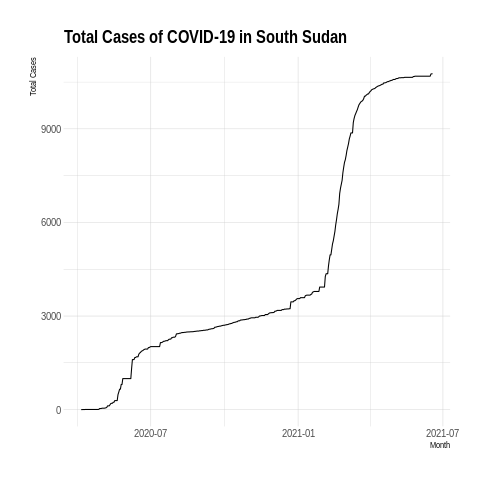 Total Cases of COVID-19 in South Sudan
Total Cases
9000
6000
3000
0
2020-07
2021-01
2021-07
Month